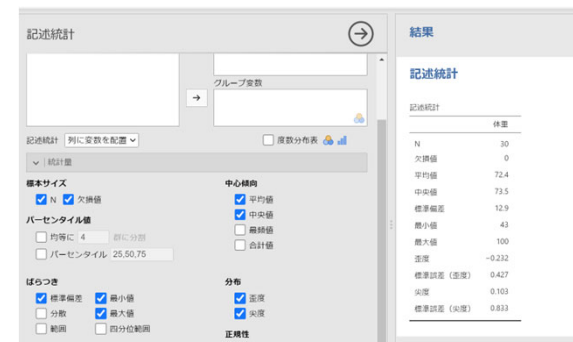 記述統計
グループ変数
記述統計 列に変数を配置
度数分布表
統計量
標本サイズ
N 欠損値
パーセンタイル値
均等に 4 群に分割
パーセンタイル 25,50,75
中心傾向
平均値
中央値
最頻値
合計値
ばらつき
標準偏差 最小値
分散 最大値
範囲 四分位範囲
分布
歪度
尖度
正規性
結果
記述統計
記述統計
体重
N 30
欠損値 0
平均値 72.4
中央値 73.5
標準偏差 12.9
最小値 43
最大値 100
歪度 -0.232
標準誤差（歪度） 0.427
尖度 0.103
標準誤差（尖度） 0.833